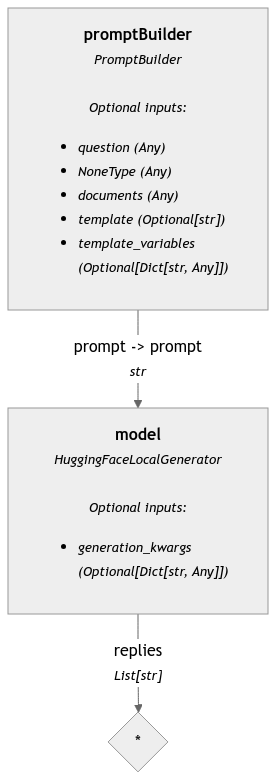 promptBuilder
PromptBuilder
Optional inputs:
• question (Any)
• NoneType (Any)
• documents (Any)
• template (Optional[str])
• template_variables
(Optional[Dict[str, Any]])
prompt -> prompt
str
model
HuggingFaceLocalGenerator
Optional inputs:
• generation_kwargs
(Optional[Dict[str, Any]])
replies
List[str]
*